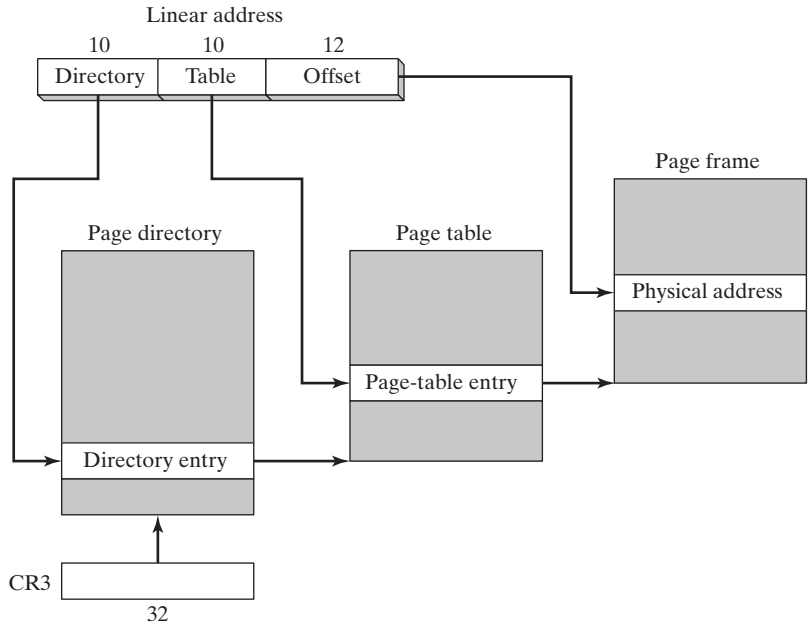 Linear address
10 10 12
Directory Table Offset
Page frame
Page directory
Page table
Physical address
Page-table entry
Directory entry
CR3
32